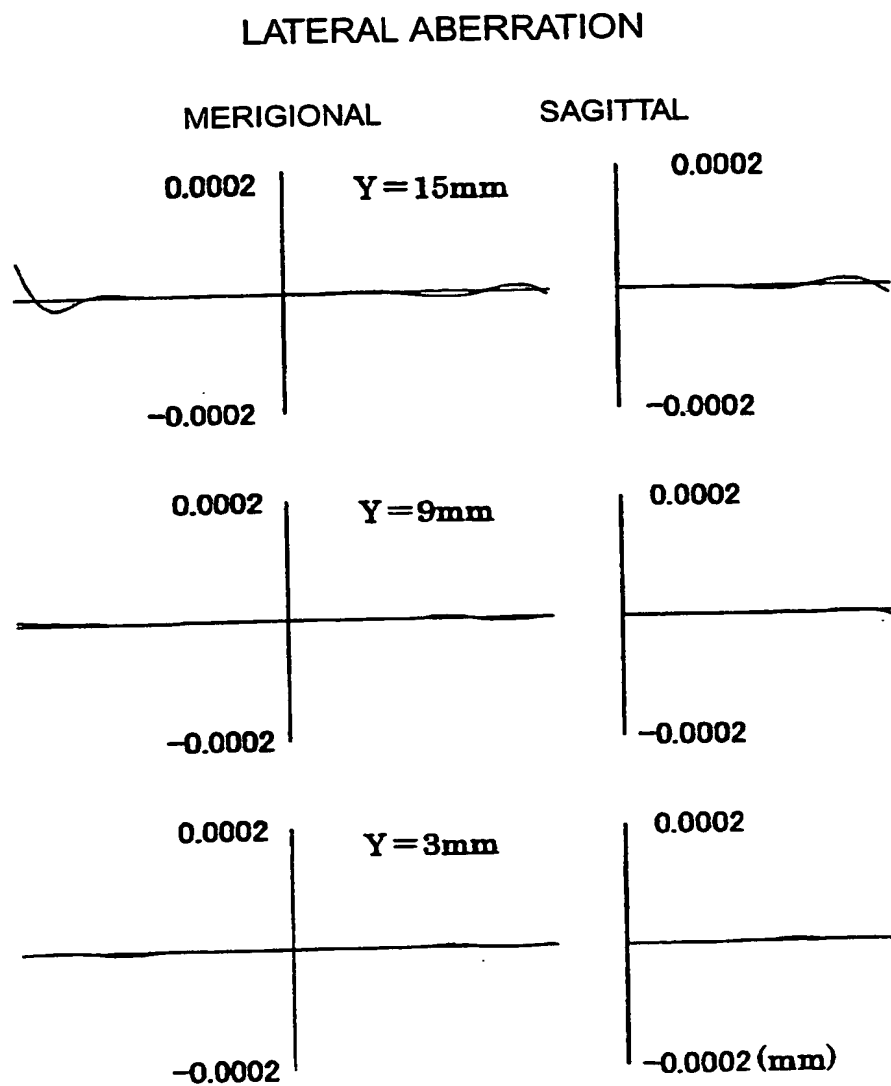 LATERAL ABERRATION
MERIGIONAL SAGITTAL
0.0002 Y=15mm 0.0002
-0.0002 -0.0002
0.0002 Y=9mm 0.0002
-0.0002 -0.0002
0.0002 Y=3mm 0.0002
-0.0002 -0.0002 (mm)